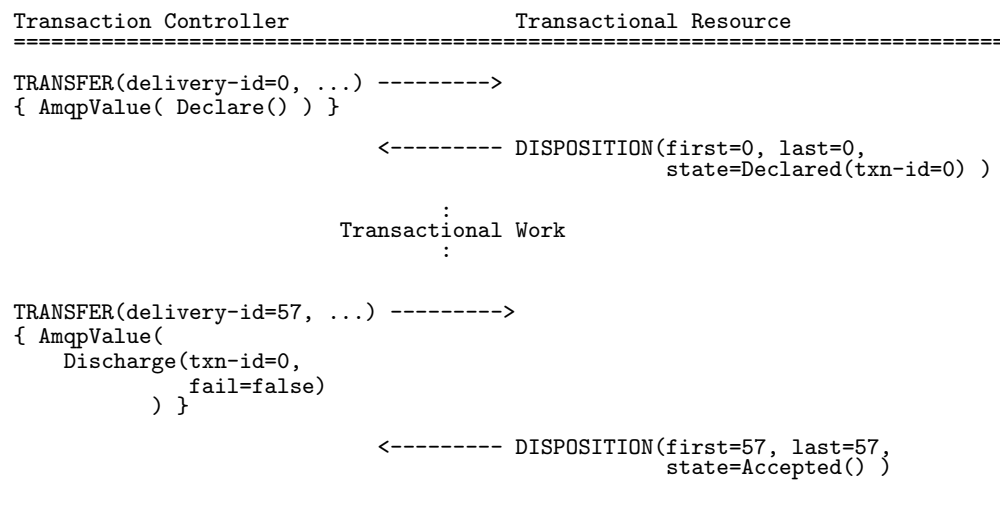 Transaction Controller                  Transactional Resource
================================================================================
TRANSFER(delivery-id=0, ...) --------->
{ AmqpValue( Declare() ) }
                             <--------- DISPOSITION(first=0, last=0,
                                                    state=Declared(txn-id=0) )
                                  :
                          Transactional Work
                                  :
TRANSFER(delivery-id=57, ...) --------->
{ AmqpValue(
    Discharge(txn-id=0,
              fail=false)
           ) }
                             <--------- DISPOSITION(first=57, last=57,
                                                    state=Accepted() )